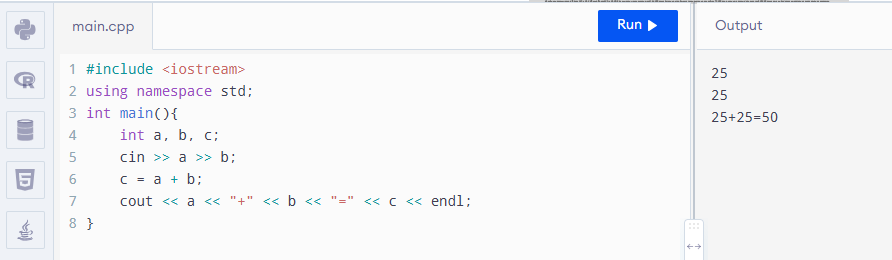 main.cpp
Run
Output
1 #include <iostream>
2 using namespace std;
3 int main(){
4     int a, b, c;
5     cin >> a >> b;
6     c = a + b;
7     cout << a << "+" << b << "=" << c << endl;
8 }
25
25
25+25=50